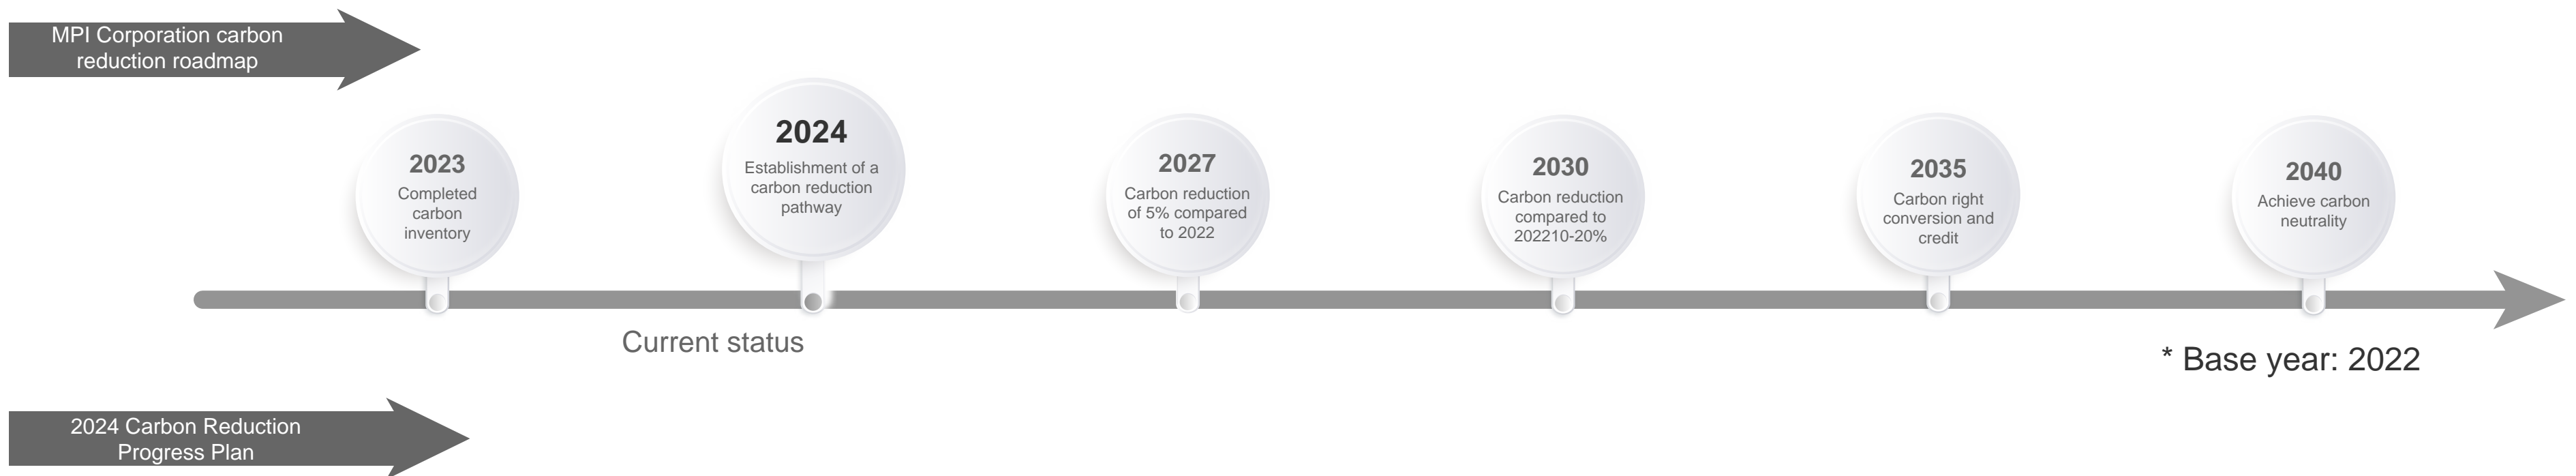 MPI Corporation carbon
reduction roadmap
2023
Completed
carbon
inventory
2024
Establishment of a
carbon reduction
pathway
2027
Carbon reduction
of 5% compared
to 2022
2030
Carbon reduction
compared to
202210-20%
2035
Carbon right
conversion and
credit
2040
Achieve carbon
neutrality
Current status
* Base year: 2022
2024 Carbon Reduction
Progress Plan